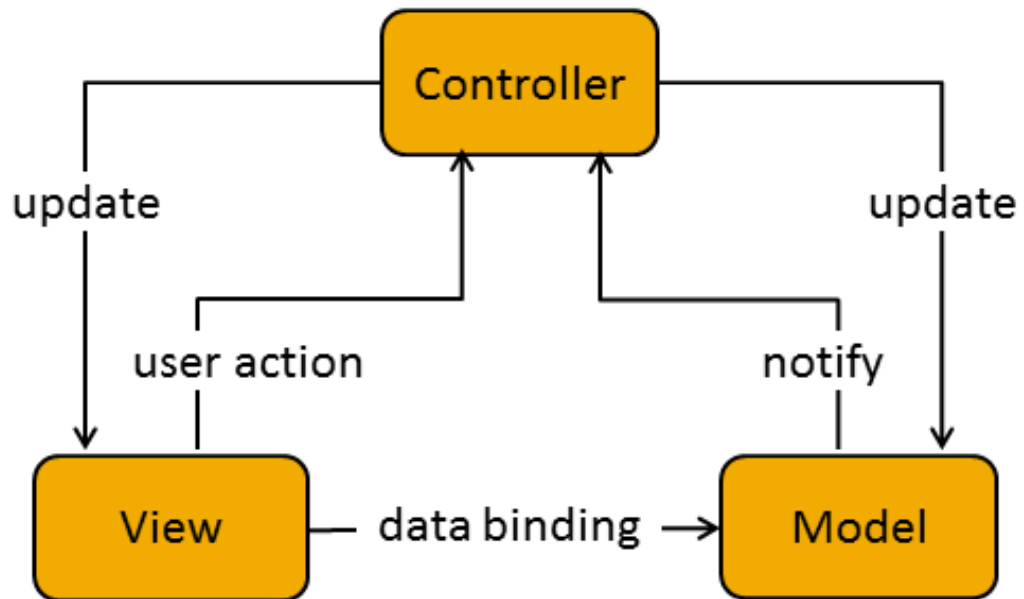 Controller
update
update
user action
notify
View
data binding
Model